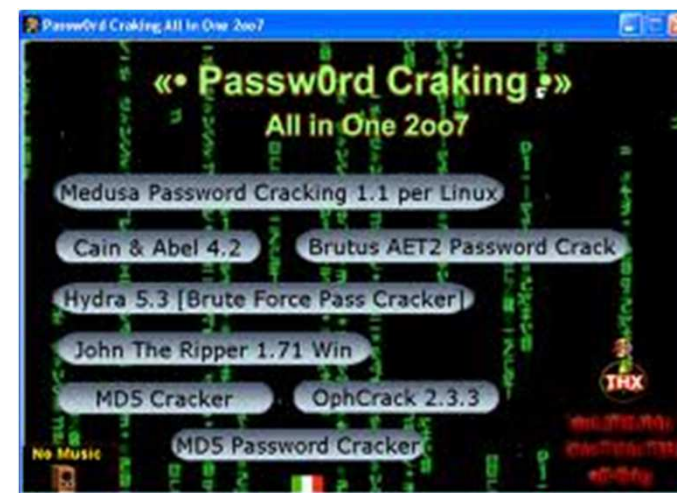 Passw0rd Craking All In One 2oo7
«• Passw0rd Craking •»
All in One 2oo7
Medusa Password Cracking 1.1 per Linux
Cain & Abel 4.2
Brutus AET2 Password Crack
Hydra 5.3 [Brute Force Pass Cracker]
John The Ripper 1.71 Win
THX
MD5 Cracker
OphCrack 2.3.3
MD5 Password Cracker
No Music